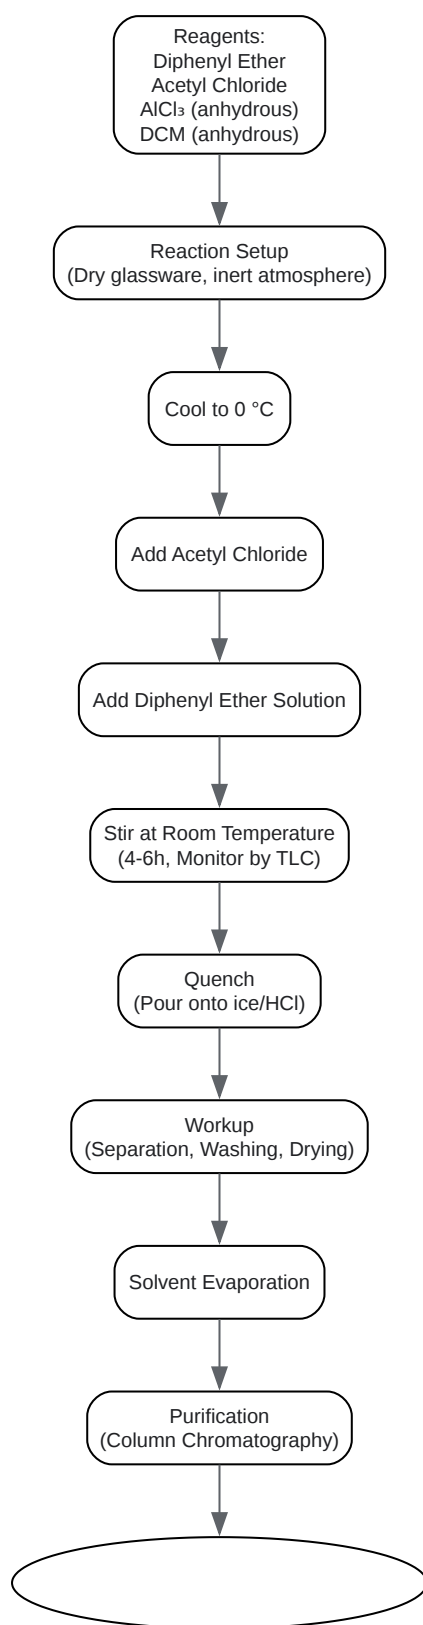 Reagents:
Diphenyl Ether
Acetyl Chloride
AlCl₃ (anhydrous)
DCM (anhydrous)
Reaction Setup
(Dry glassware, inert atmosphere)
Cool to 0 °C
Add Acetyl Chloride
Add Diphenyl Ether Solution
Stir at Room Temperature
(4-6h, Monitor by TLC)
Quench
(Pour onto ice/HCl)
Workup
(Separation, Washing, Drying)
Solvent Evaporation
Purification
(Column Chromatography)